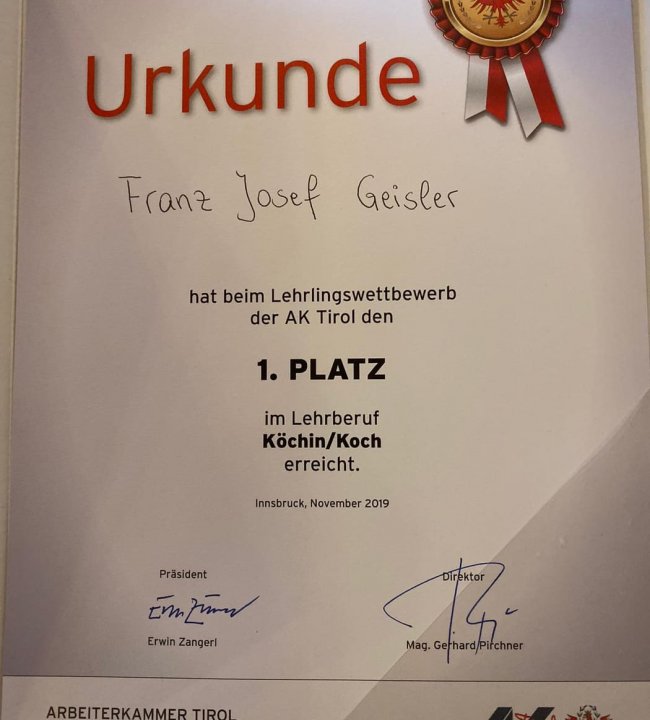 Urkunde
Franz Josef Geisler
hat beim Lehrlingswettbewerb
der AK Tirol den
1. PLATZ
im Lehrberuf
Köchin/Koch
erreicht.
Innsbruck, November 2019
Präsident
Direktor
Erwin Zangerl
Mag. Gerhard Pirchner
ARBEITERKAMMER TIROL